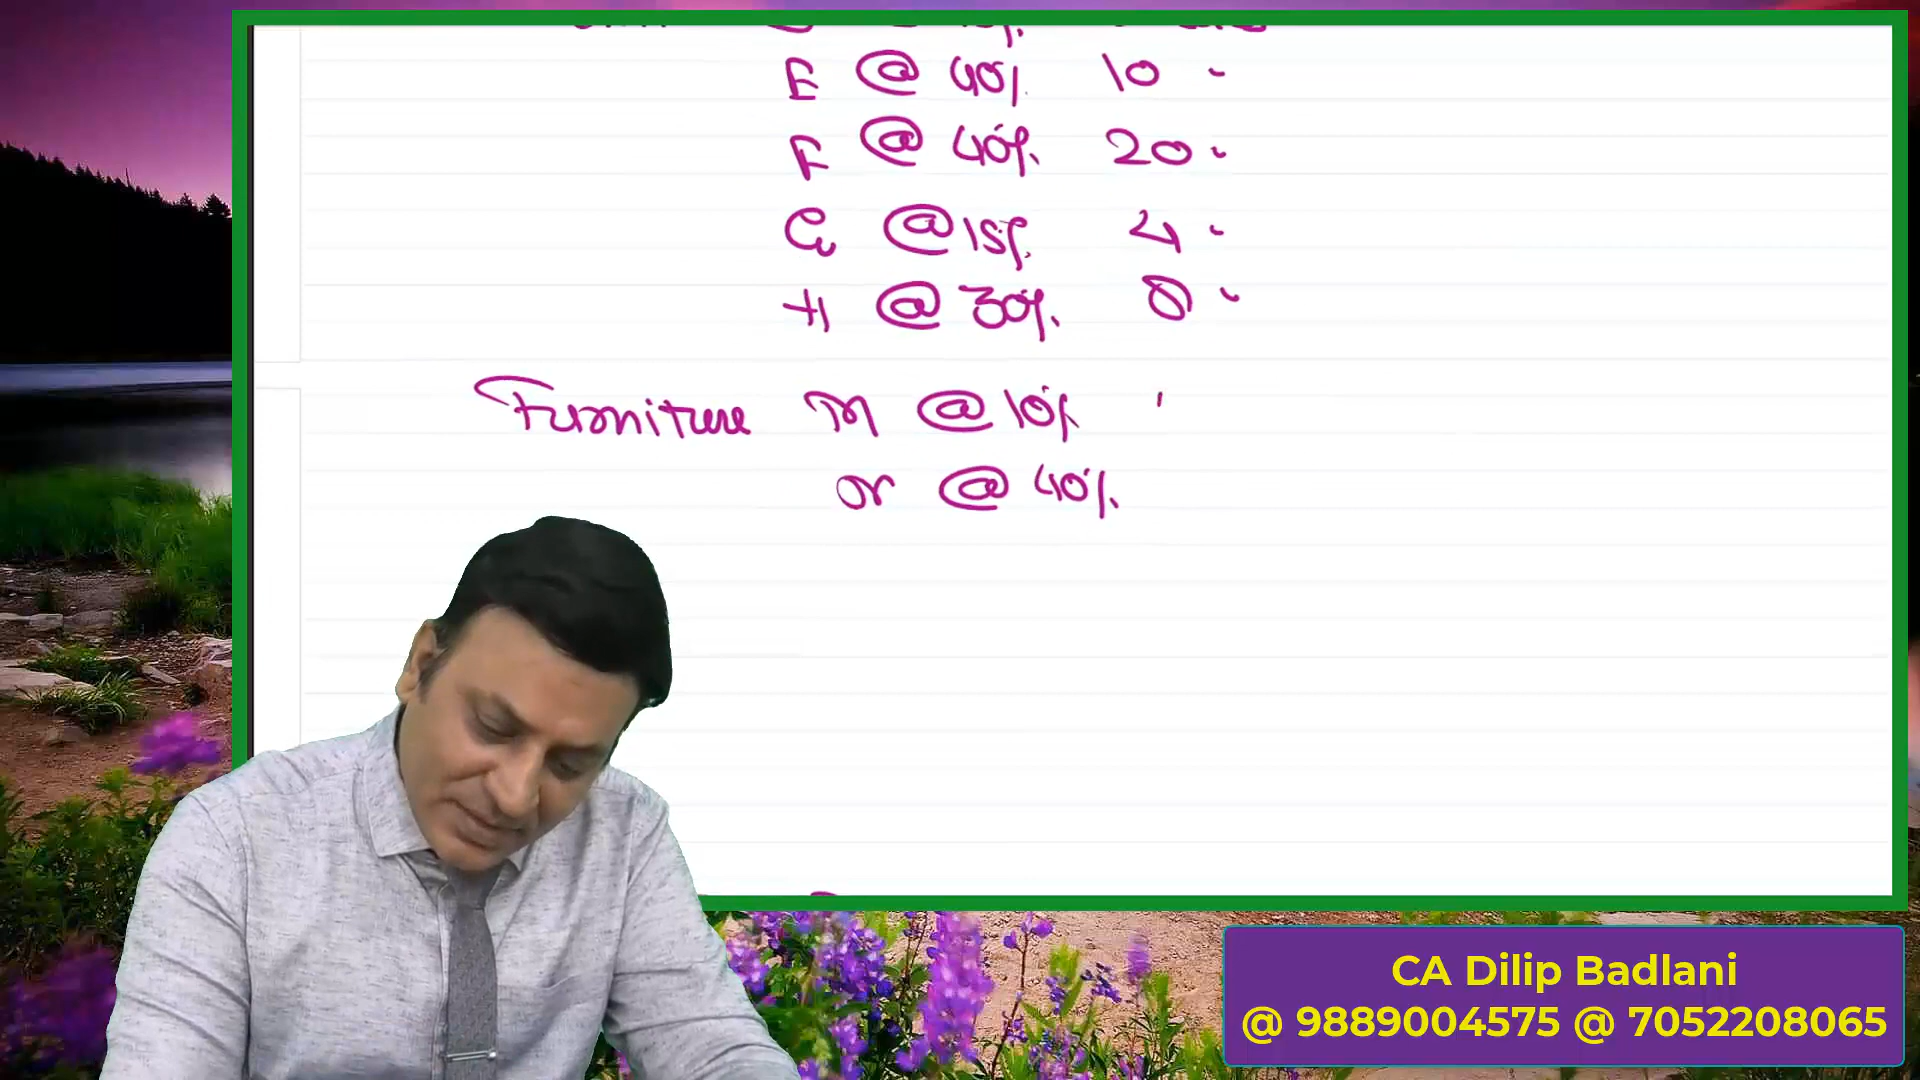 E @ 40% 10 -
F @ 40% 20 -
G @ 15% 4 -
H @ 30% 8 -
Furniture M @ 10%
or @ 40%
CA Dilip Badlani
@ 9889004575 @ 7052208065